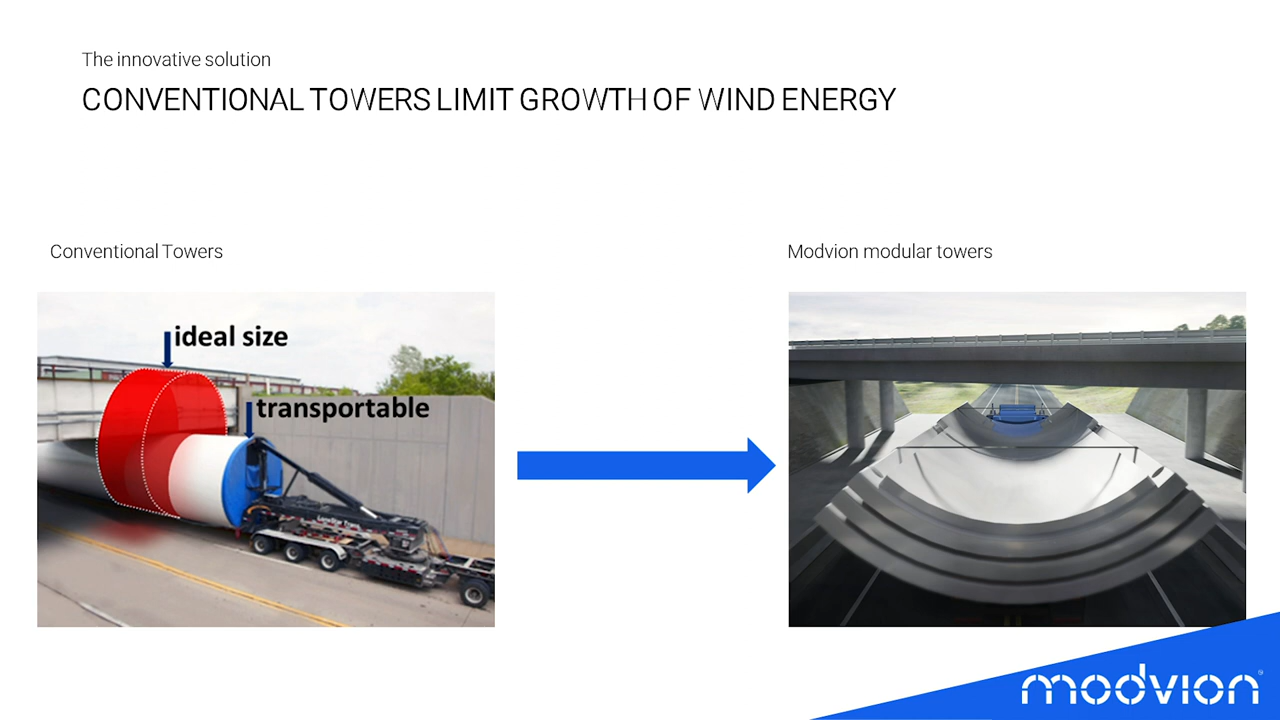 The innovative solution
CONVENTIONAL TOWERS LIMIT GROWTH OF WIND ENERGY
Conventional Towers
Modvion modular towers
ideal size
transportable
modvion